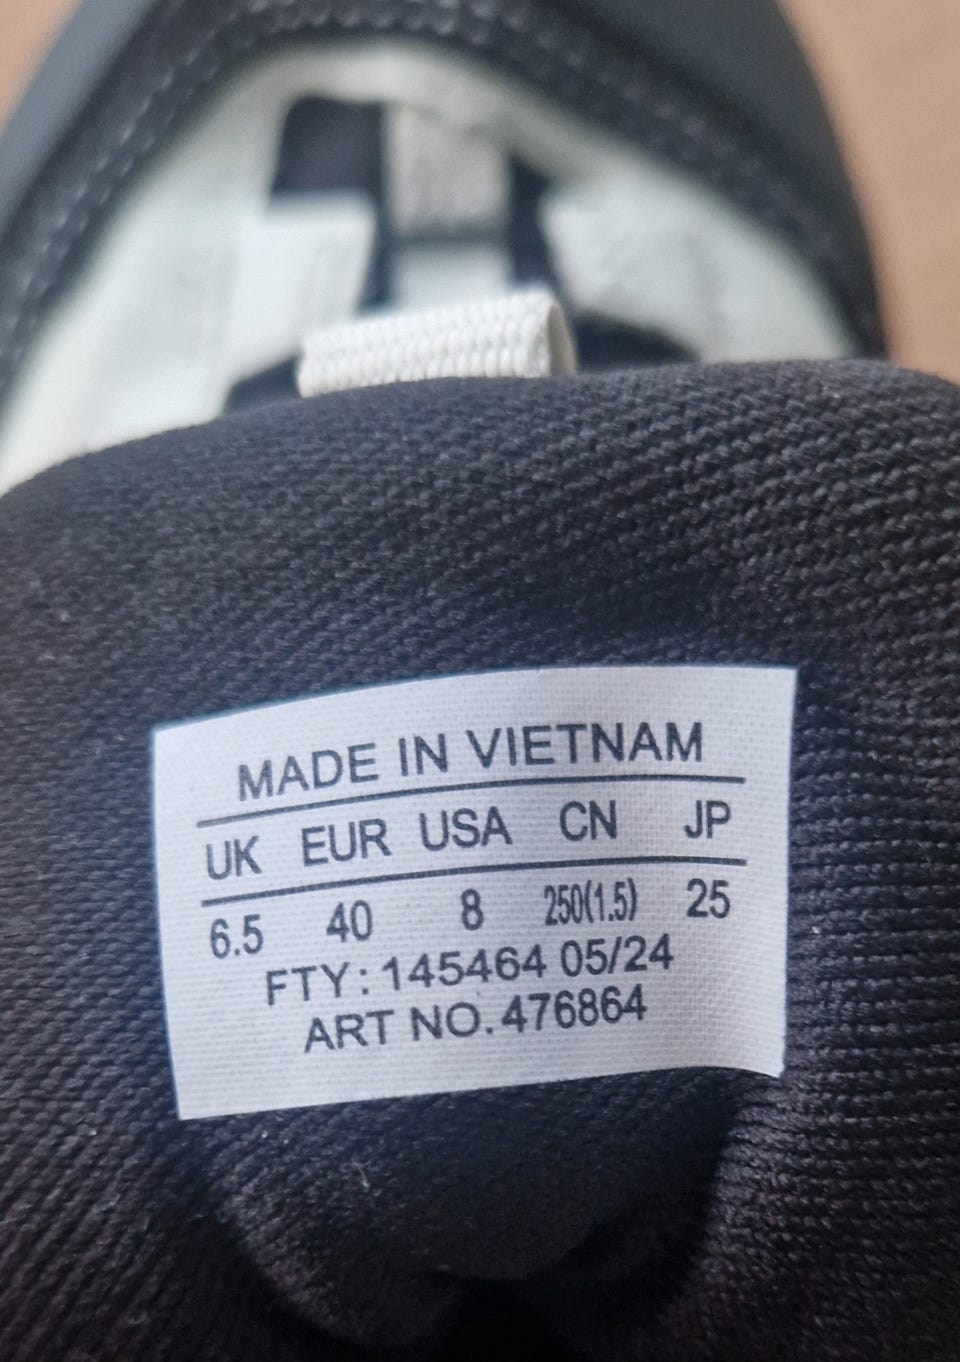 MADE IN VIETNAM
UK EUR USA CN JP
6.5 40 8 250(1.5) 25
FTY: 145464 05/24
ART NO. 476864